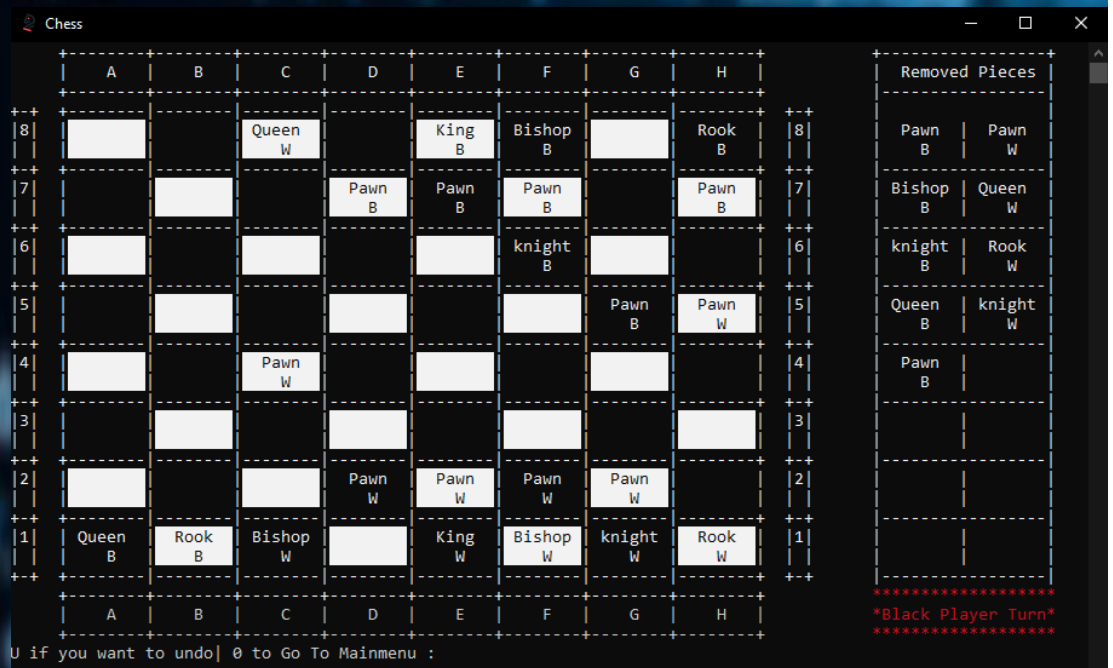 Chess
A B C D E F G H Removed Pieces
8 Queen King Bishop Rook 8 Pawn Pawn
W B B B B W
7 Pawn Pawn Pawn Pawn 7 Bishop Queen
B B B B B W
6 knight 6 knight Rook
B B W
5 Pawn Pawn 5 Queen knight
B W B W
4 Pawn 4 Pawn
W B
3 3
2 Pawn Pawn Pawn Pawn 2
W W W W
1 Queen Rook Bishop King Bishop knight Rook 1
B B W W W W W
*******************
A B C D E F G H *Black Player Turn*
*******************
U if you want to undo| 0 to Go To Mainmenu :